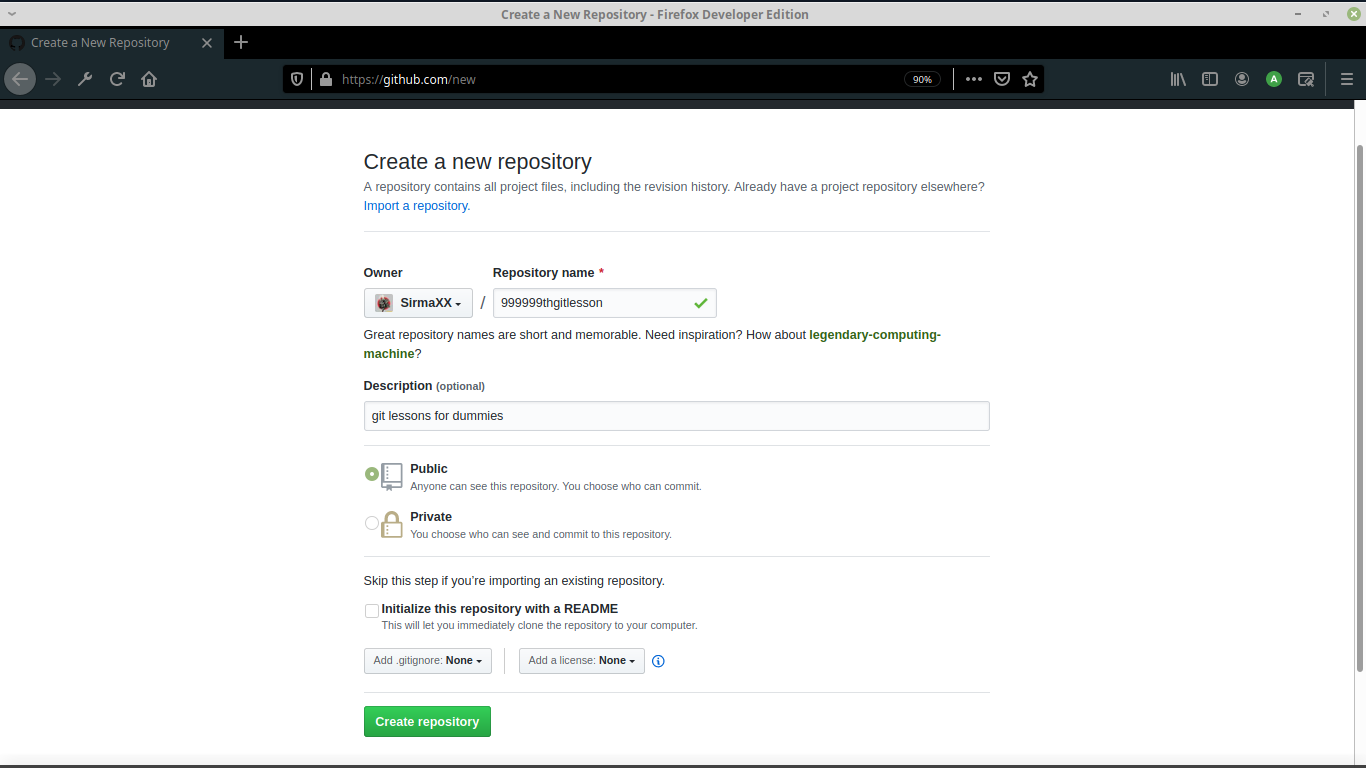 Create a New Repository - Firefox Developer Edition
Create a New Repository
https://github.com/new
90%
A
Create a new repository
A repository contains all project files, including the revision history. Already have a project repository elsewhere?
Import a repository.
Owner
Repository name *
SirmaXX
/
999999thgitlesson
Great repository names are short and memorable. Need inspiration? How about legendary-computing-
machine?
Description (optional)
git lessons for dummies
Public
Anyone can see this repository. You choose who can commit.
Private
You choose who can see and commit to this repository.
Skip this step if you’re importing an existing repository.
Initialize this repository with a README
This will let you immediately clone the repository to your computer.
Add .gitignore: None
Add a license: None
Create repository